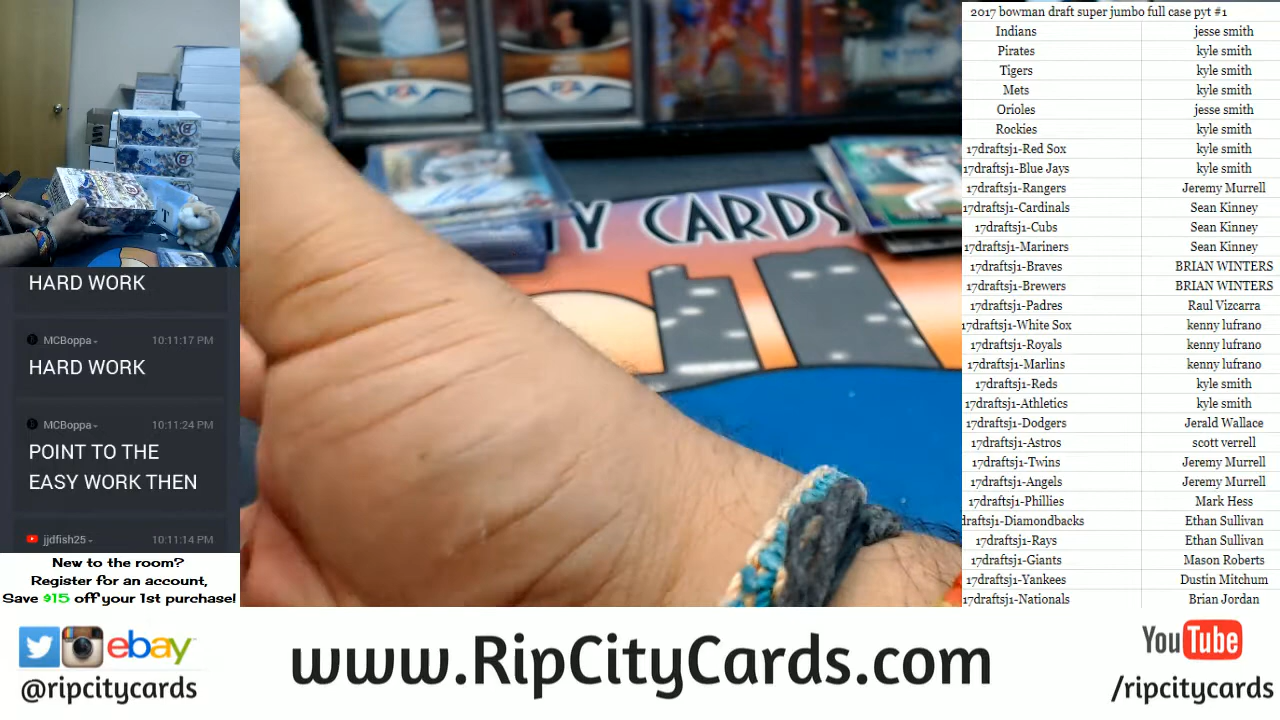 HARD WORK
MCBoppa 10:11:17 PM
HARD WORK
MCBoppa 10:11:24 PM
POINT TO THE
EASY WORK THEN
jjdfish25 10:11:14 PM
New to the room?
Register for an account,
Save $15 off your 1st purchase!
Y CARDS
2017 bowman draft super jumbo full case pyt #1
Indians jesse smith
Pirates kyle smith
Tigers kyle smith
Mets kyle smith
Orioles jesse smith
Rockies kyle smith
17draftsj1-Red Sox kyle smith
17draftsj1-Blue Jays kyle smith
17draftsj1-Rangers Jeremy Murrell
17draftsj1-Cardinals Sean Kinney
17draftsj1-Cubs Sean Kinney
17draftsj1-Mariners Sean Kinney
17draftsj1-Braves BRIAN WINTERS
17draftsj1-Brewers BRIAN WINTERS
17draftsj1-Padres Raul Vizcarra
17draftsj1-White Sox kenny lufrano
17draftsj1-Royals kenny lufrano
17draftsj1-Marlins kenny lufrano
17draftsj1-Reds kyle smith
17draftsj1-Athletics kyle smith
17draftsj1-Dodgers Jerald Wallace
17draftsj1-Astros scott verrell
17draftsj1-Twins Jeremy Murrell
17draftsj1-Angels Jeremy Murrell
17draftsj1-Phillies Mark Hess
draftsj1-Diamondbacks Ethan Sullivan
17draftsj1-Rays Ethan Sullivan
17draftsj1-Giants Mason Roberts
17draftsj1-Yankees Dustin Mitchum
17draftsj1-Nationals Brian Jordan
ebay
@ripcitycards
www.RipCityCards.com
YouTube
/ripcitycards